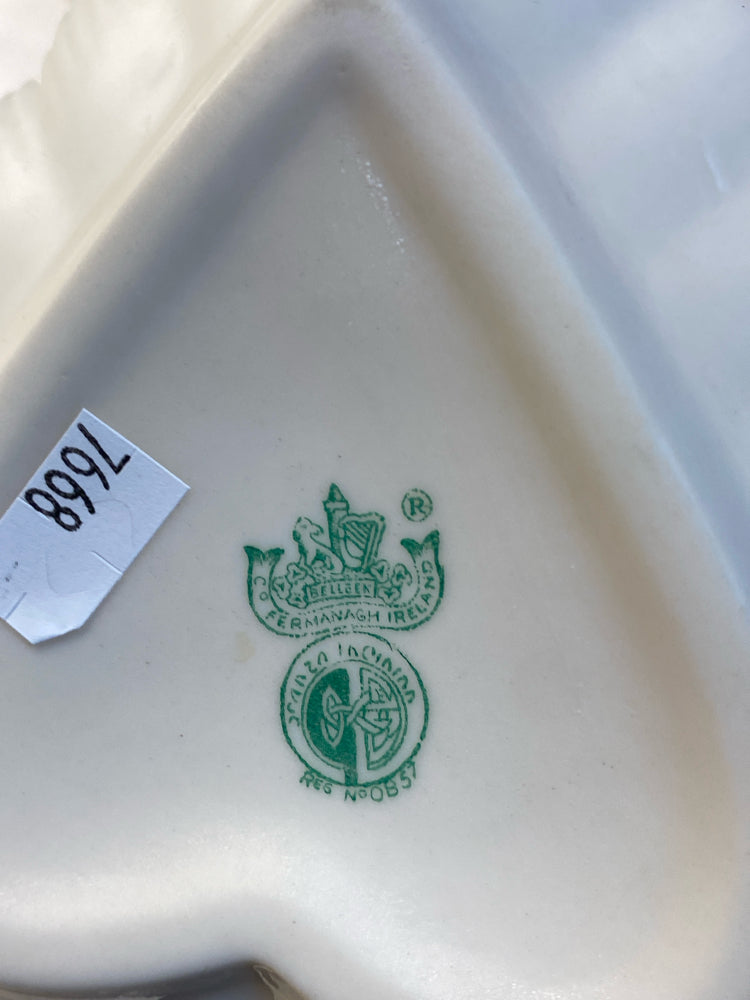 7668
®
BELLEEK
Co FERMANAGH IRELAND
REG No 0857